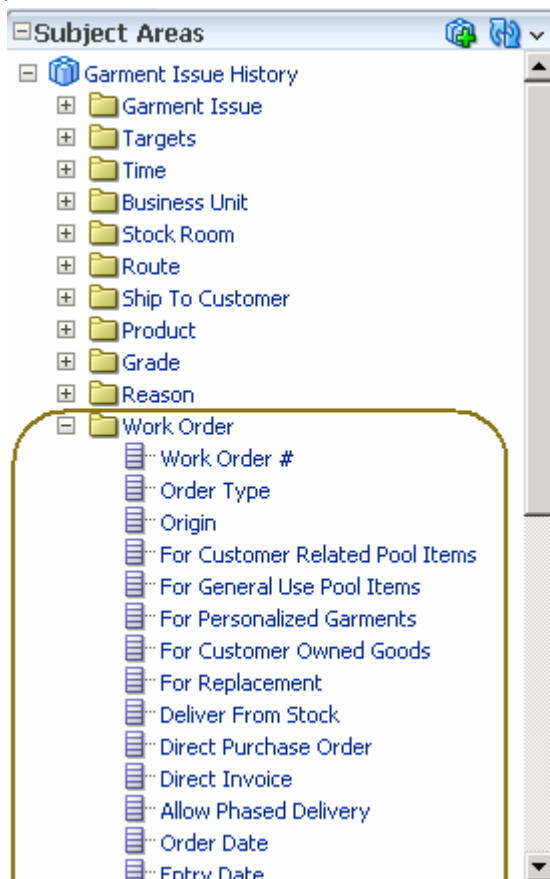 Subject Areas
Garment Issue History
Garment Issue
Targets
Time
Business Unit
Stock Room
Route
Ship To Customer
Product
Grade
Reason
Work Order
Work Order #
Order Type
Origin
For Customer Related Pool Items
For General Use Pool Items
For Personalized Garments
For Customer Owned Goods
For Replacement
Deliver From Stock
Direct Purchase Order
Direct Invoice
Allow Phased Delivery
Order Date
Entry Date